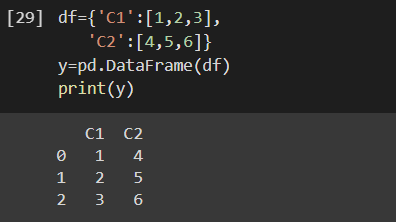 [29] df={'C1':[1,2,3],
'C2':[4,5,6]}
y=pd.DataFrame(df)
print(y)
C1 C2
0 1 4
1 2 5
2 3 6